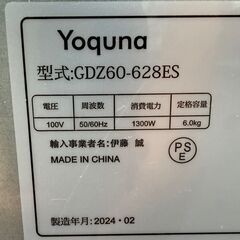 Yoquna
型式:GDZ60-628ES
電圧 周波数 消費電力 定格容量
100V 50/60Hz 1300W 6.0kg
輸入事業者名:伊藤 誠
MADE IN CHINA
PS
E
製造年月:2024・02